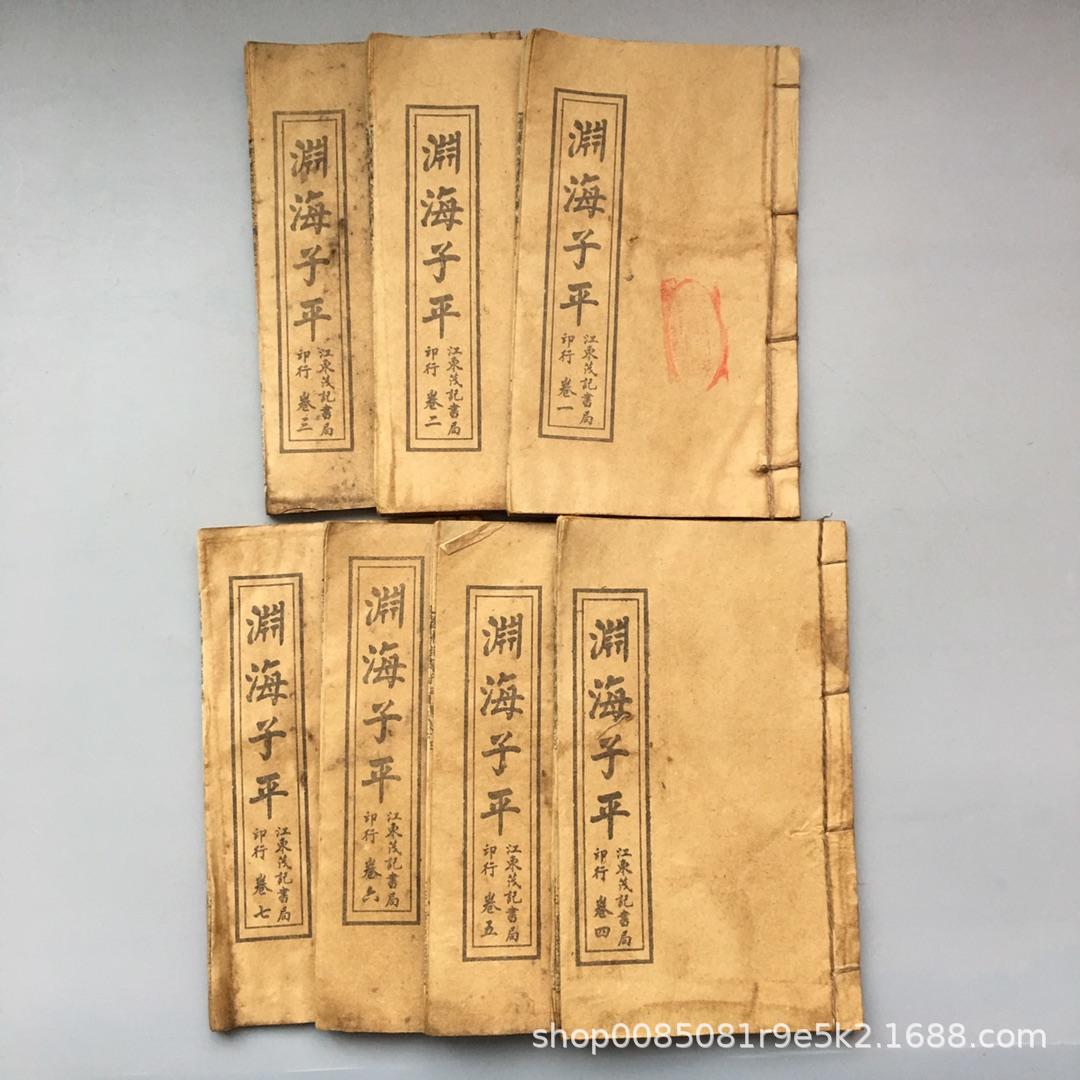 淵海子平
江東茂記書局
印行 卷一
淵海子平
江東茂記書局
印行 卷二
淵海子平
江東茂記書局
印行 卷三
淵海子平
江東茂記書局
印行 卷四
淵海子平
江東茂記書局
印行 卷五
淵海子平
江東茂記書局
印行 卷六
淵海子平
江東茂記書局
印行 卷七
shop0085081r9e5k2.1688.com